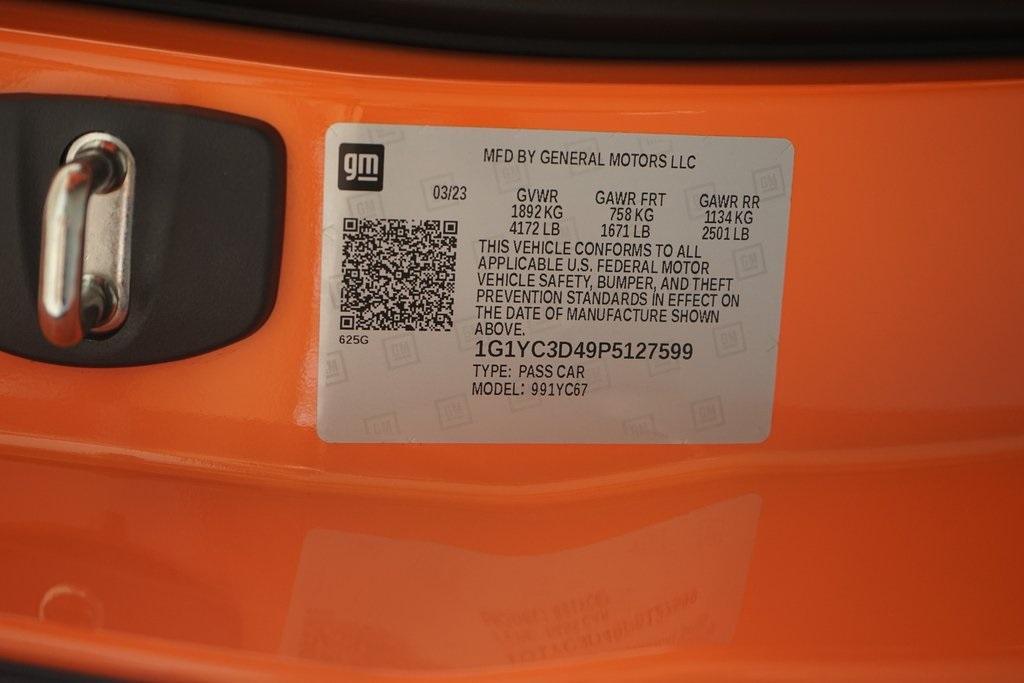 gm
MFD BY GENERAL MOTORS LLC
03/23 GVWR GAWR FRT GAWR RR
1892 KG 758 KG 1134 KG
4172 LB 1671 LB 2501 LB
THIS VEHICLE CONFORMS TO ALL
APPLICABLE U.S. FEDERAL MOTOR
VEHICLE SAFETY, BUMPER, AND THEFT
PREVENTION STANDARDS IN EFFECT ON
THE DATE OF MANUFACTURE SHOWN
ABOVE.
625G
1G1YC3D49P5127599
TYPE: PASS CAR
MODEL: 991YC67